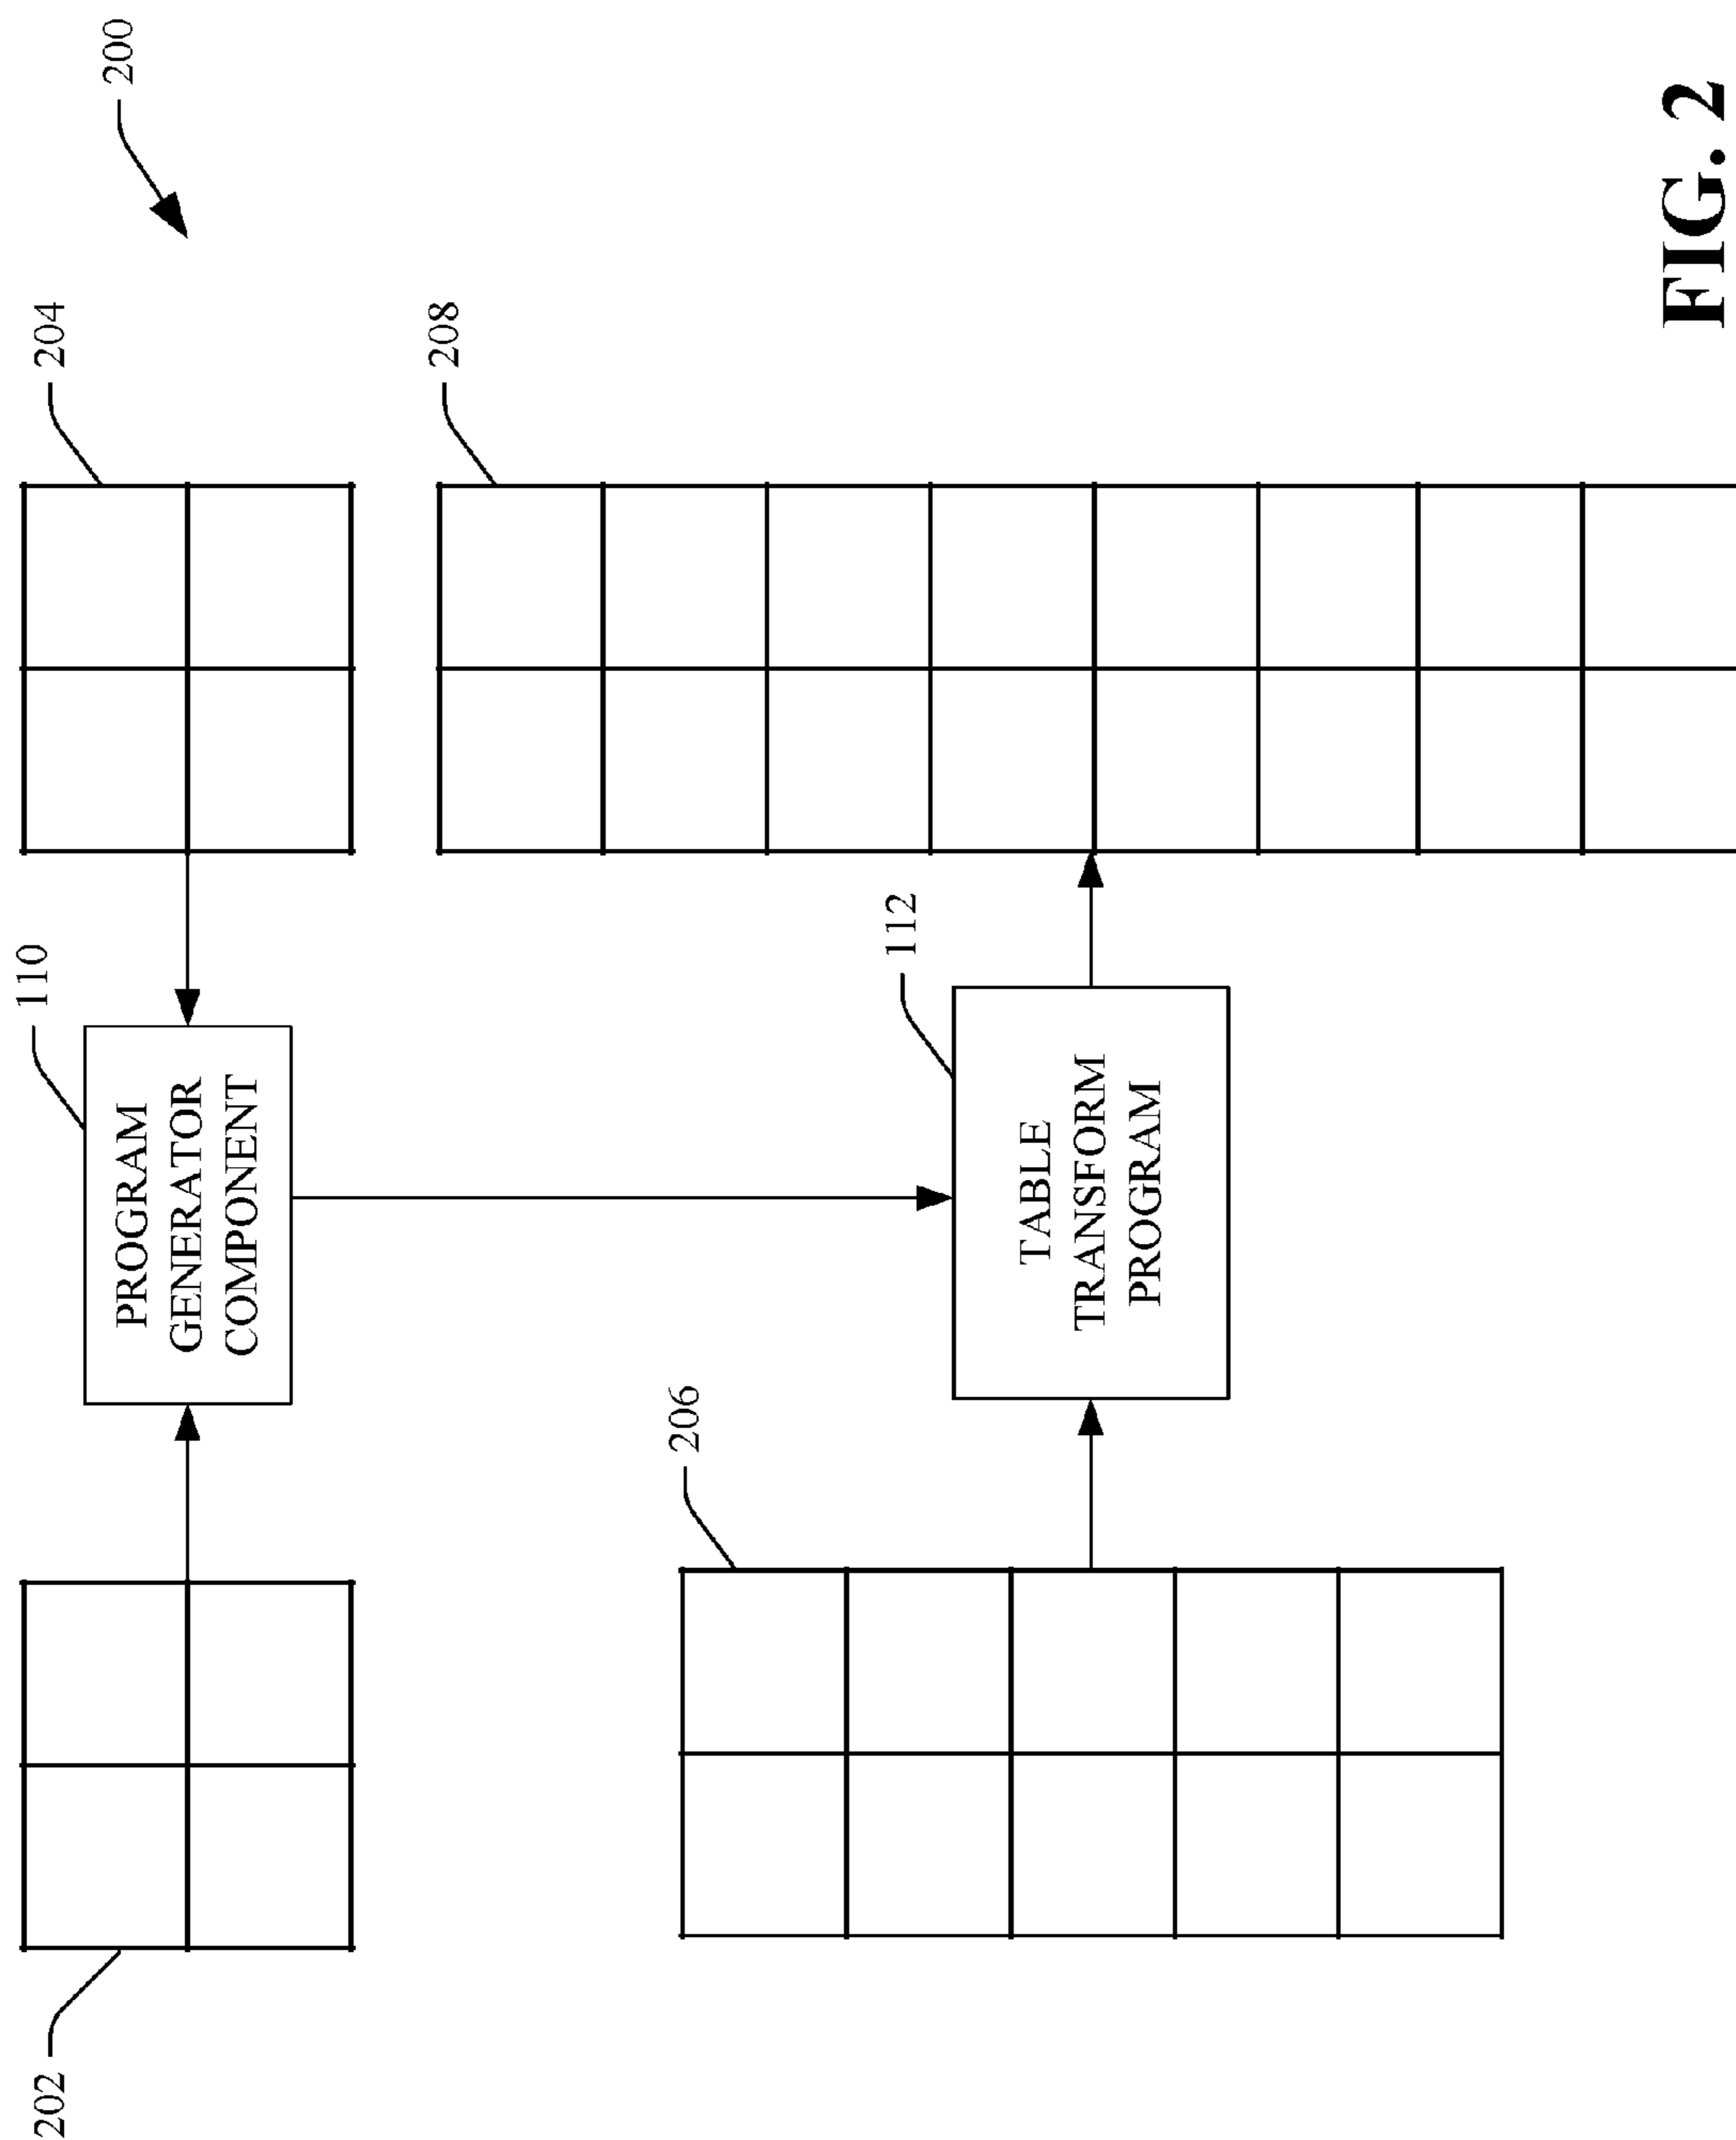 200
204
110
PROGRAM
GENERATOR
COMPONENT
202
208
112
TABLE
TRANSFORM
PROGRAM
206
FIG. 2